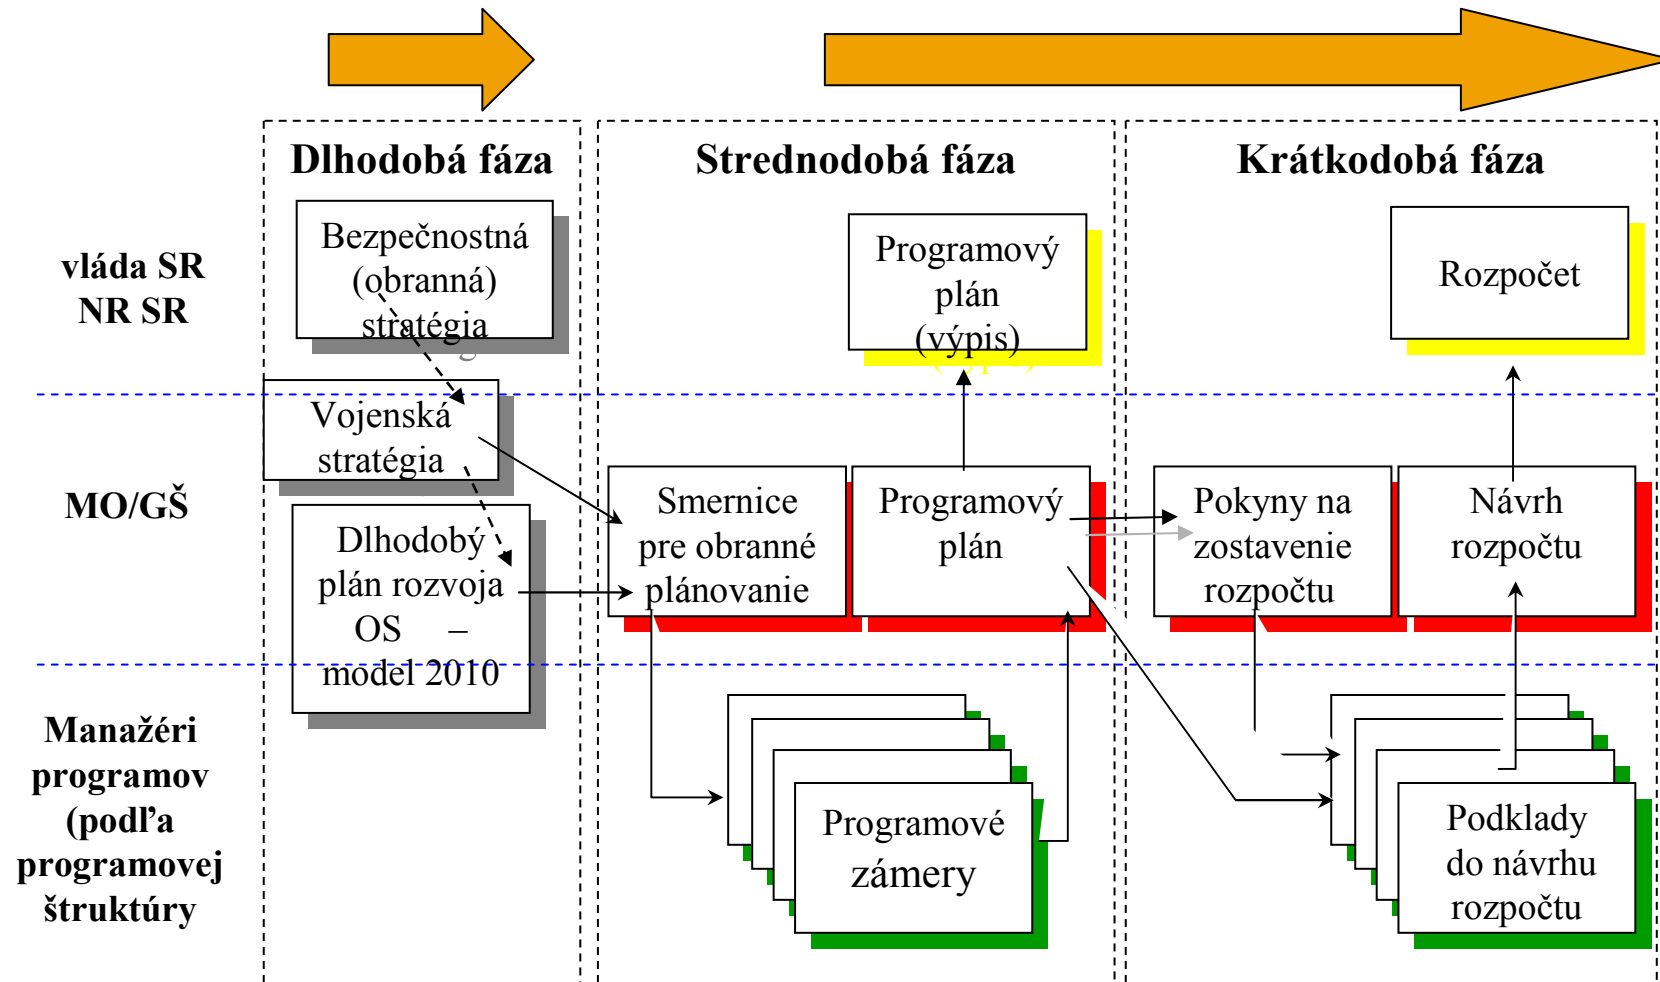 Dlhodobá fáza
Strednodobá fáza
Krátkodobá fáza
vláda SR
NR SR
Bezpečnostná
(obranná)
stratégia
Programový
plán
(výpis)
Rozpočet
MO/GŠ
Vojenská
stratégia
Dlhodobý
plán rozvoja
OS –
model 2010
Smernice
pre obranné
plánovanie
Programový
plán
Pokyny na
zostavenie
rozpočtu
Návrh
rozpočtu
Manažéri
programov
(podľa
programovej
štruktúry
Programové
zámery
Podklady
do návrhu
rozpočtu